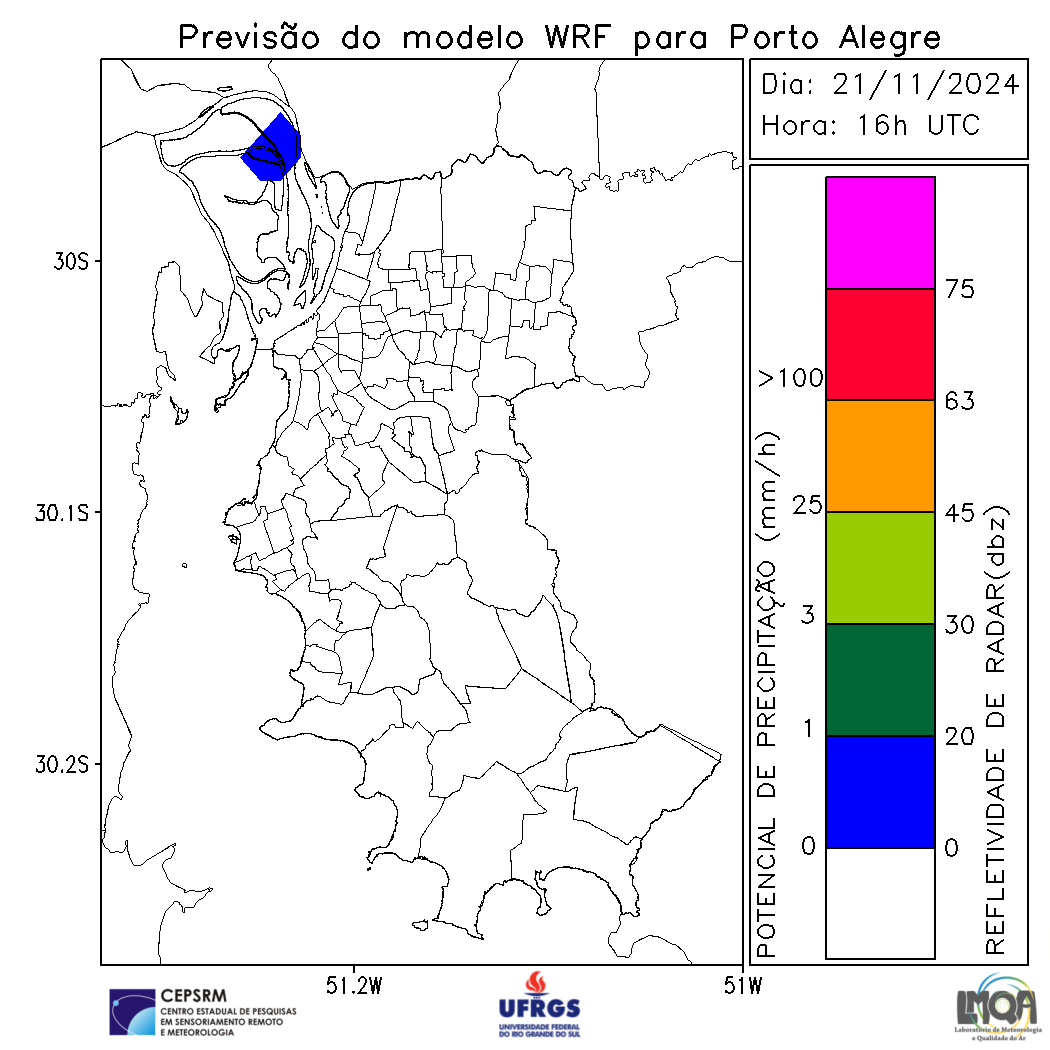 Previsão do modelo WRF para Porto Alegre
Dia: 21/11/2024
Hora: 16h UTC
30S
30.1S
30.2S
51.2W
51W
POTENCIAL DE PRECIPITAÇÃO (mm/h)
>100
25
3
1
0
75
63
45
30
20
0
REFLETIVIDADE DE RADAR(dbz)
CEPSRM
CENTRO ESTADUAL DE PESQUISAS
EM SENSORIAMENTO REMOTO
E METEOROLOGIA
UFRGS
UNIVERSIDADE FEDERAL
DO RIO GRANDE DO SUL
LMQA
Laboratório de Meteorologia
e Qualidade do Ar